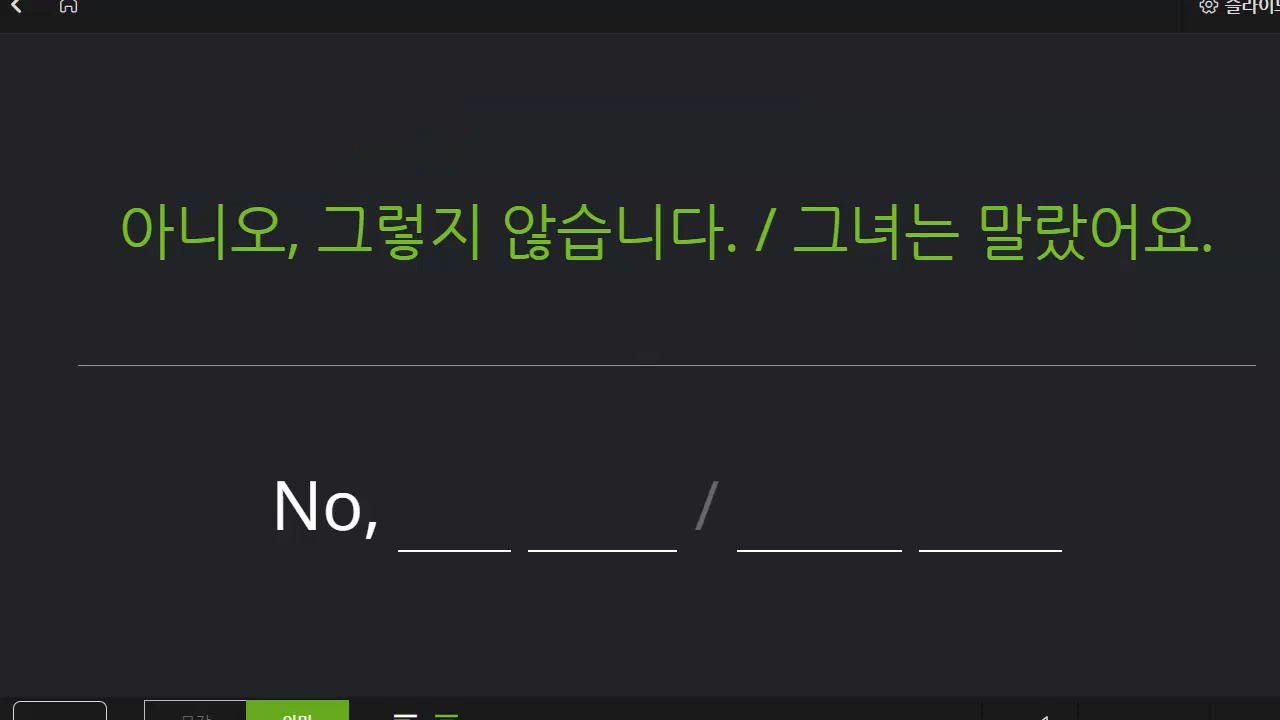 아니오, 그렇지 않습니다. / 그녀는 말랐어요.
No, ____ ____ / ____ ____